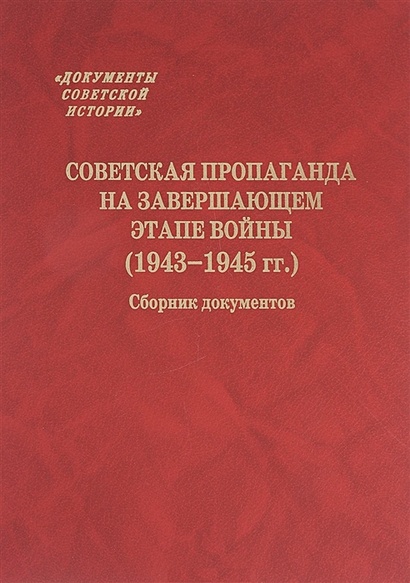 «ДОКУМЕНТЫ
СОВЕТСКОЙ
ИСТОРИИ»
СОВЕТСКАЯ ПРОПАГАНДА
НА ЗАВЕРШАЮЩЕМ
ЭТАПЕ ВОЙНЫ
(1943–1945 гг.)
Сборник документов